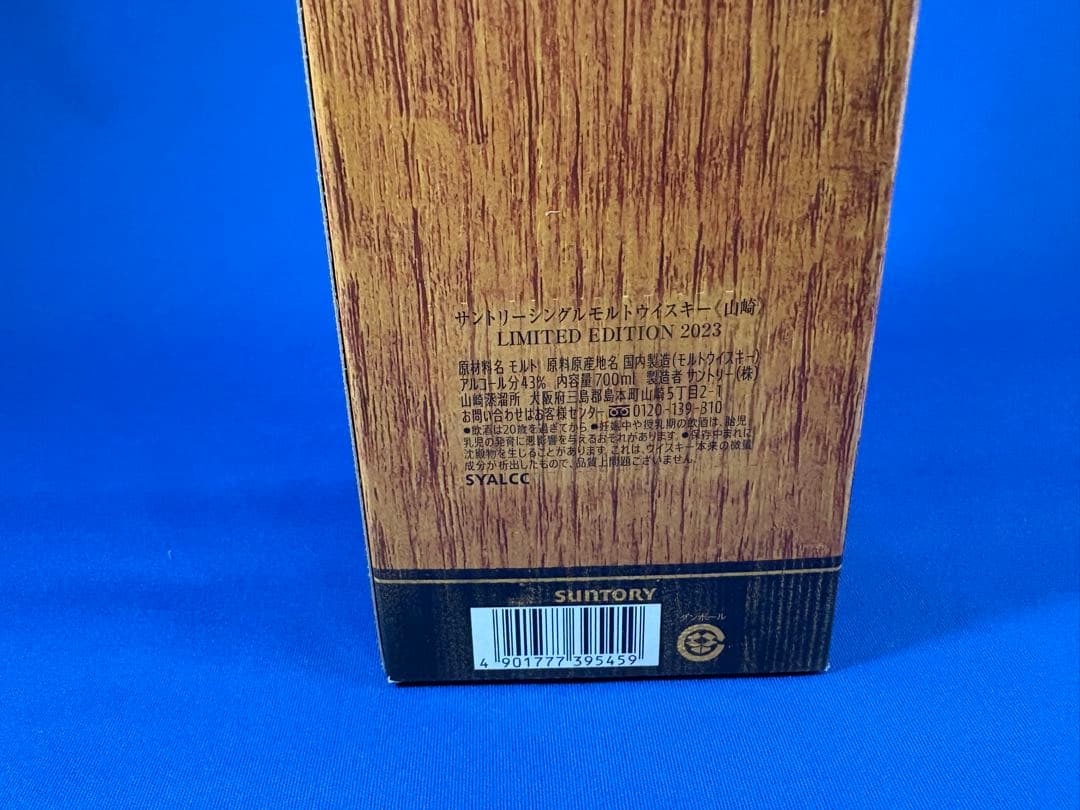 サントリーシングルモルトウイスキー《山崎》
LIMITED EDITION 2023
原材料名 モルト 原料原産地名 国内製造(モルトウイスキー)
アルコール分43% 内容量700ml 製造者 サントリー(株)
山崎蒸溜所 大阪府三島郡島本町山崎5丁目2-1
お問い合わせはお客様センター 0120-139-310
●飲酒は20歳を過ぎてから。●妊娠中や授乳期の飲酒は、胎児・
乳児の発育に悪影響を与えるおそれがあります。●保存中まれに
沈殿物を生じることがあります。これは、ウイスキー本来の微量
成分が析出したもので、品質上問題ございません。
SYALCC
SUNTORY
ダンボール
4 901777 395459